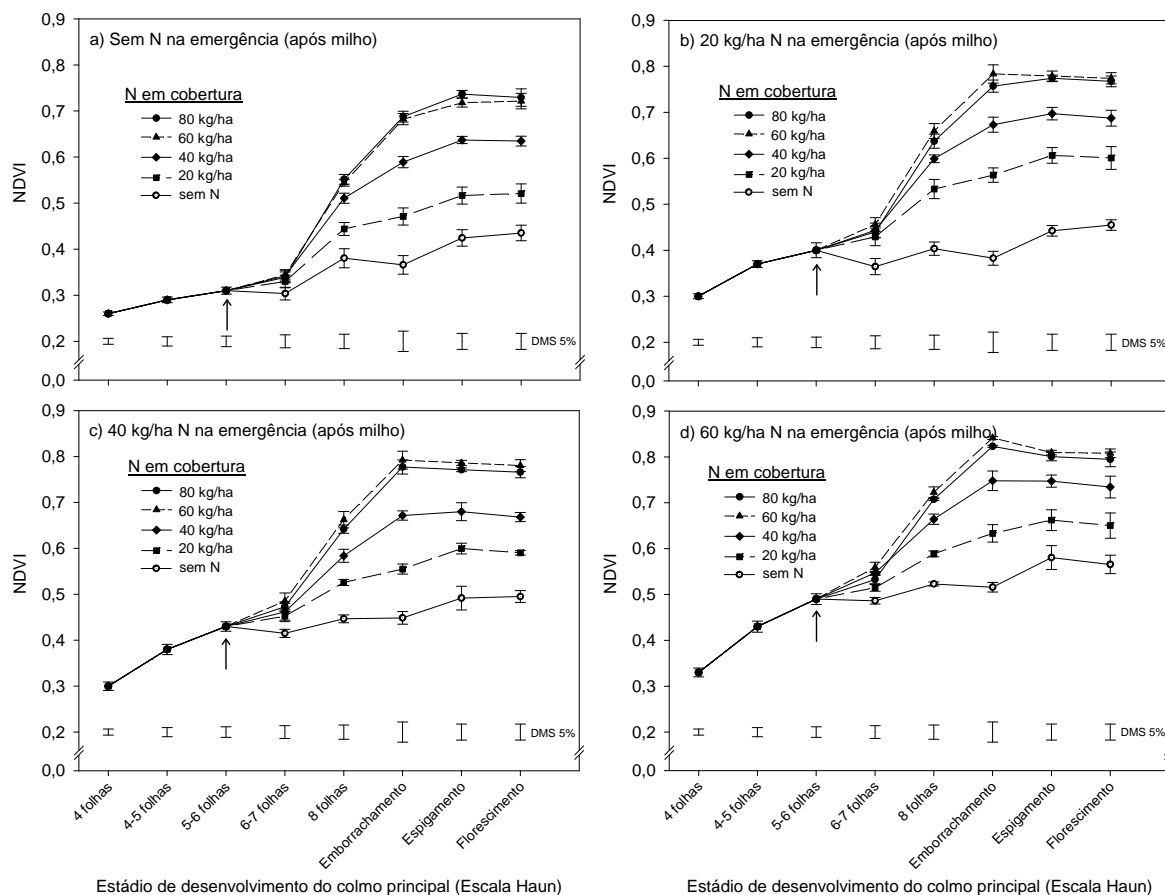 a) Sem N na emergência (após milho)
N em cobertura
80 kg/ha
60 kg/ha
40 kg/ha
20 kg/ha
sem N
NDVI
0,9
0,8
0,7
0,6
0,5
0,4
0,3
0,2
0,0
DMS 5%
b) 20 kg/ha N na emergência (após milho)
N em cobertura
80 kg/ha
60 kg/ha
40 kg/ha
20 kg/ha
sem N
NDVI
0,9
0,8
0,7
0,6
0,5
0,4
0,3
0,2
0,0
DMS 5%
c) 40 kg/ha N na emergência (após milho)
N em cobertura
80 kg/ha
60 kg/ha
40 kg/ha
20 kg/ha
sem N
NDVI
0,9
0,8
0,7
0,6
0,5
0,4
0,3
0,2
0,0
DMS 5%
4 folhas
4-5 folhas
5-6 folhas
6-7 folhas
8 folhas
Emborrachamento
Espigamento
Florescimento
Estádio de desenvolvimento do colmo principal (Escala Haun)
d) 60 kg/ha N na emergência (após milho)
N em cobertura
80 kg/ha
60 kg/ha
40 kg/ha
20 kg/ha
sem N
NDVI
0,9
0,8
0,7
0,6
0,5
0,4
0,3
0,2
0,0
DMS 5%
4 folhas
4-5 folhas
5-6 folhas
6-7 folhas
8 folhas
Emborrachamento
Espigamento
Florescimento
Estádio de desenvolvimento do colmo principal (Escala Haun)